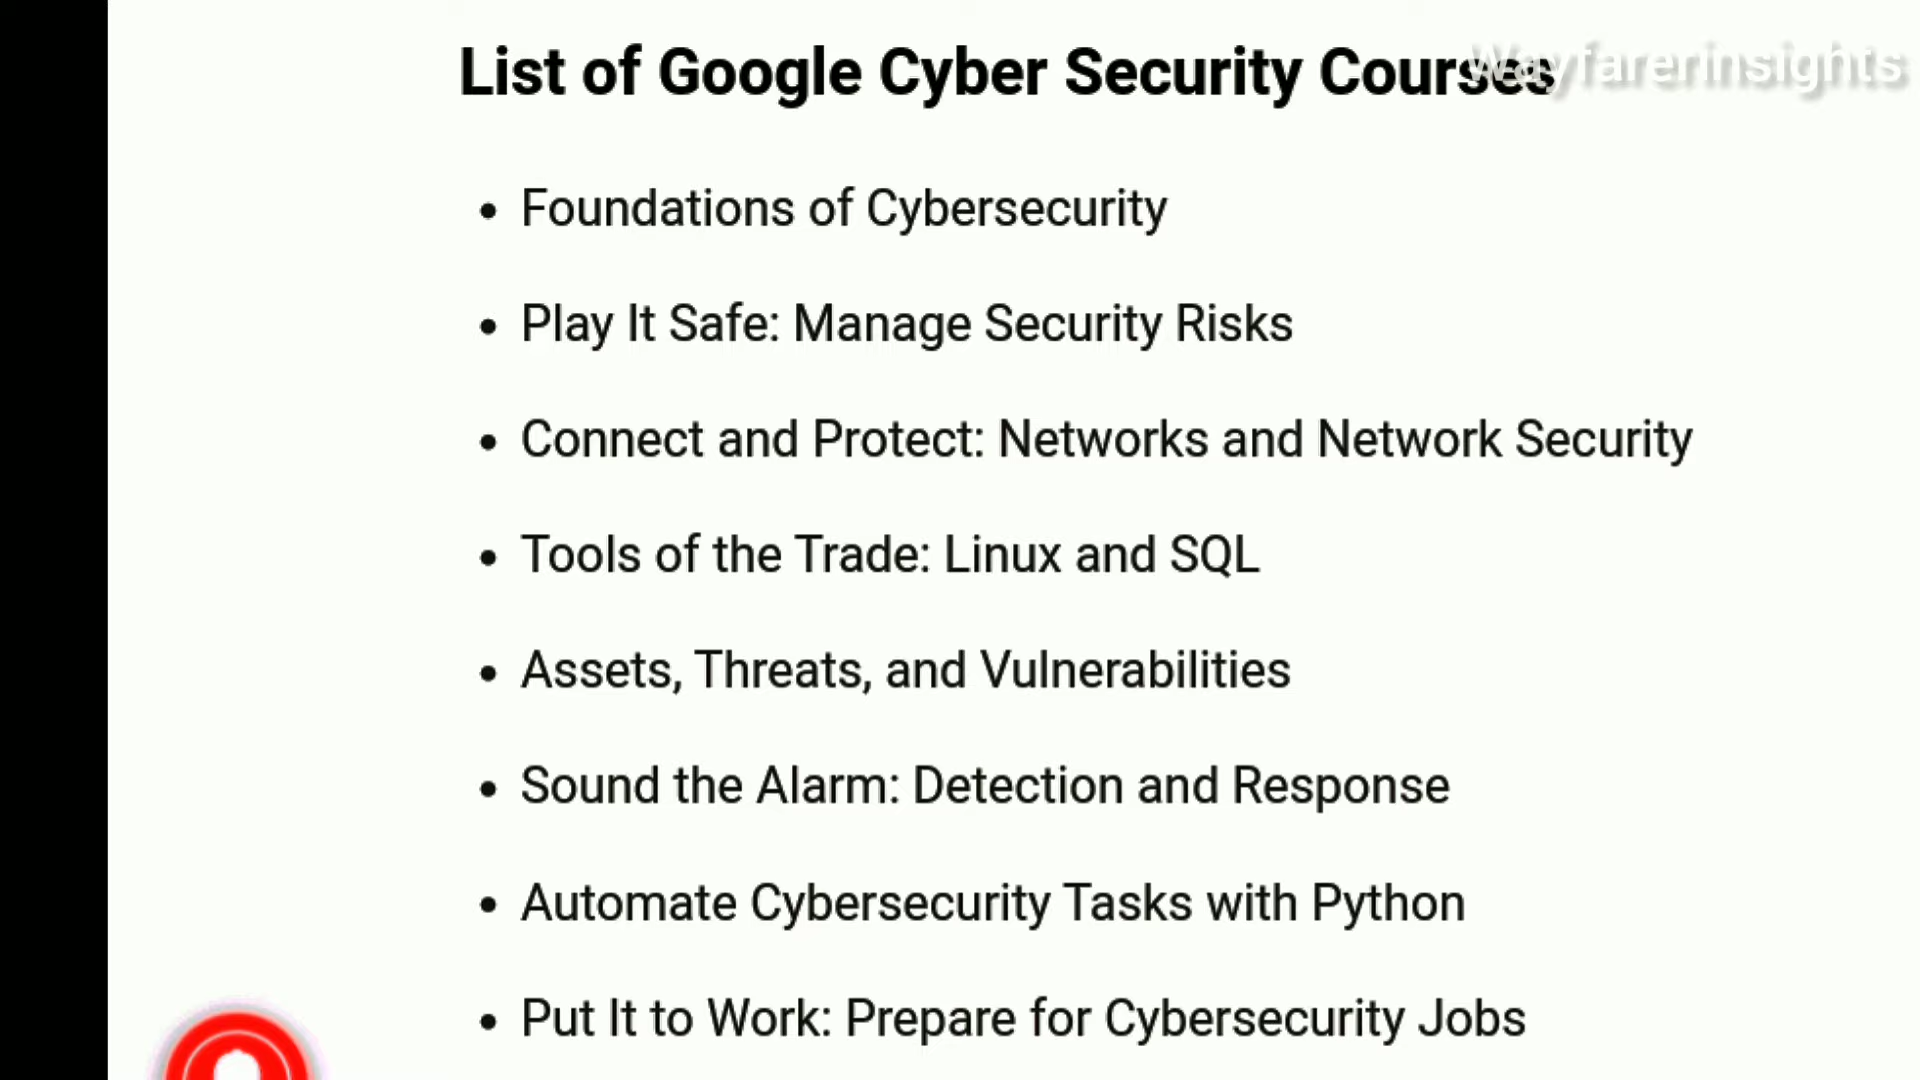 List of Google Cyber Security Courses
Wayfarerinsights
• Foundations of Cybersecurity
• Play It Safe: Manage Security Risks
• Connect and Protect: Networks and Network Security
• Tools of the Trade: Linux and SQL
• Assets, Threats, and Vulnerabilities
• Sound the Alarm: Detection and Response
• Automate Cybersecurity Tasks with Python
• Put It to Work: Prepare for Cybersecurity Jobs